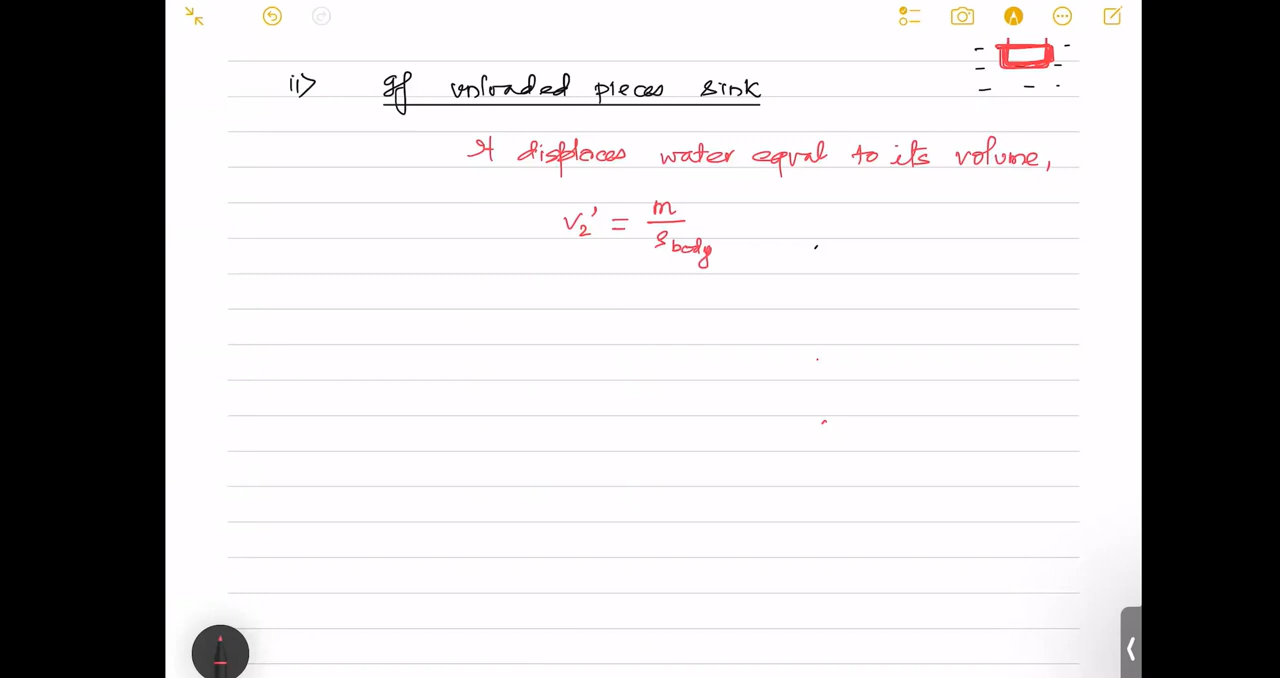 ii> If unloaded pieces sink
It displaces water equal to its volume,
V₂' = m/ρ_body